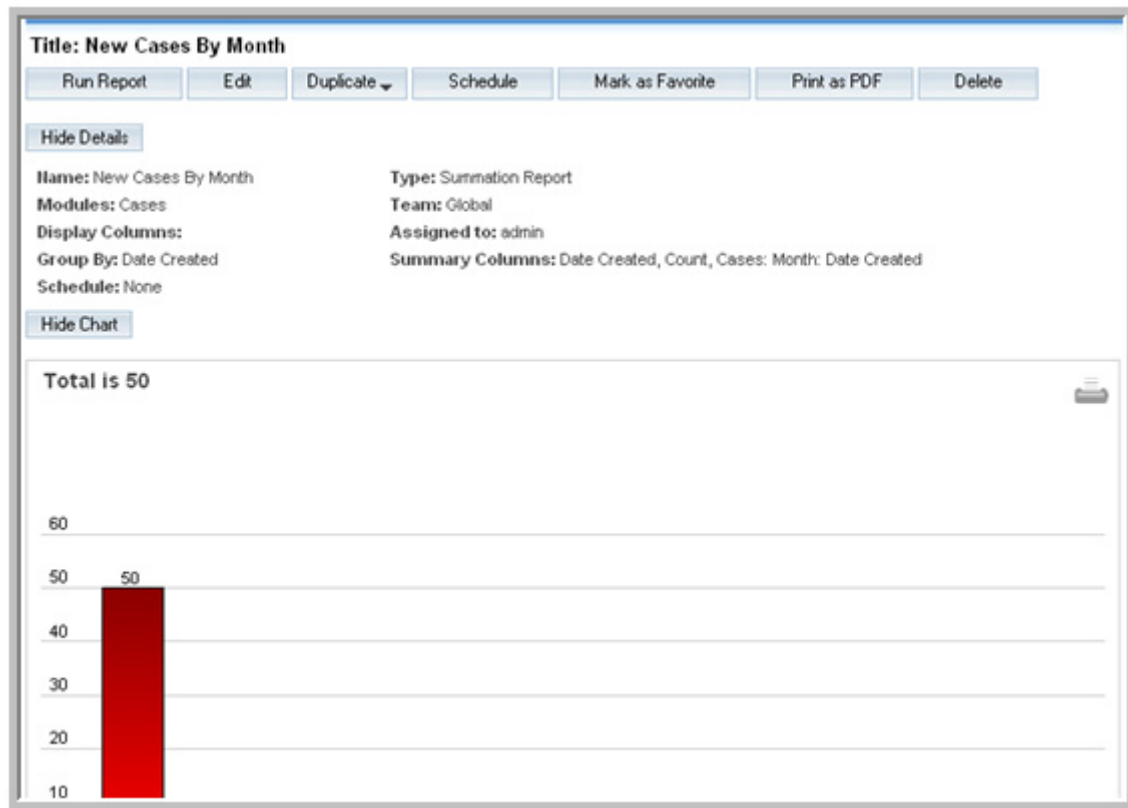 Title: New Cases By Month
Run Report Edit Duplicate Schedule Mark as Favorite Print as PDF Delete
Hide Details
Name: New Cases By Month Type: Summation Report
Modules: Cases Team: Global
Display Columns: Assigned to: admin
Group By: Date Created Summary Columns: Date Created, Count, Cases: Month: Date Created
Schedule: None
Hide Chart
Total is 50
60
50 50
40
30
20
10